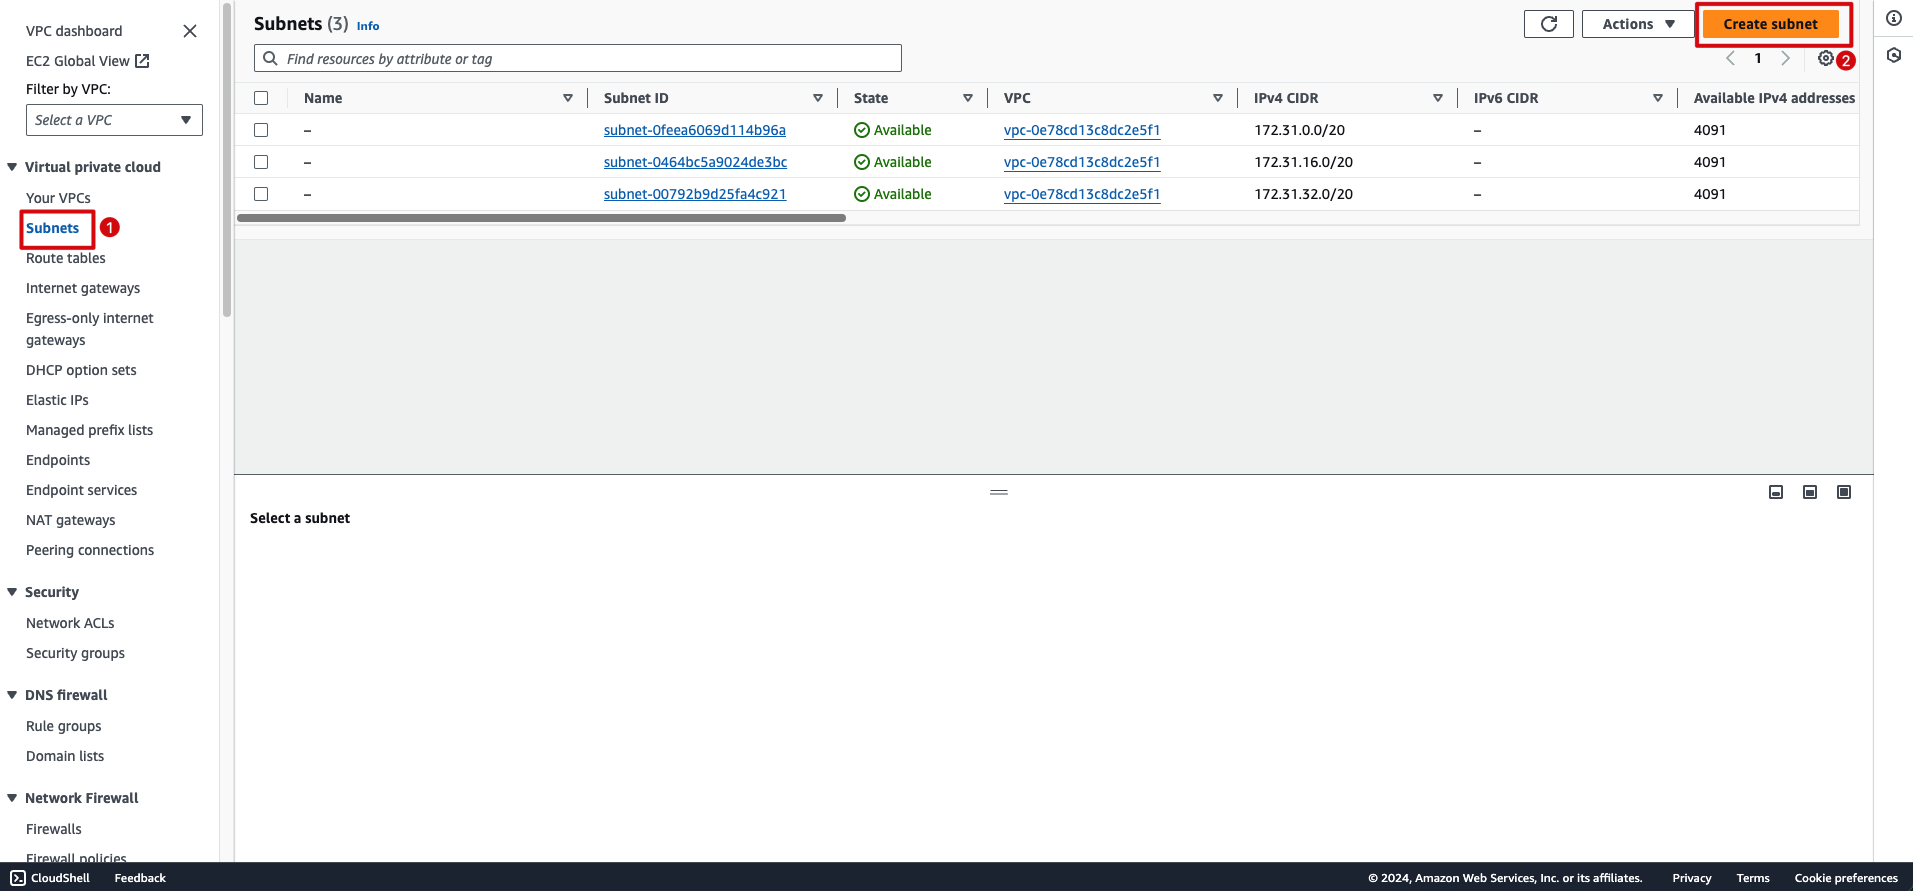 VPC dashboard
EC2 Global View
Filter by VPC:
Select a VPC
Virtual private cloud
Your VPCs
Subnets 1
Route tables
Internet gateways
Egress-only internet
gateways
DHCP option sets
Elastic IPs
Managed prefix lists
Endpoints
Endpoint services
NAT gateways
Peering connections
Security
Network ACLs
Security groups
DNS firewall
Rule groups
Domain lists
Network Firewall
Firewalls
Firewall policies
Subnets (3) Info
Actions
Create subnet
Find resources by attribute or tag
1
2
Name Subnet ID State VPC IPv4 CIDR IPv6 CIDR Available IPv4 addresses
– subnet-0feea6069d114b96a Available vpc-0e78cd13c8dc2e5f1 172.31.0.0/20 – 4091
– subnet-0464bc5a9024de3bc Available vpc-0e78cd13c8dc2e5f1 172.31.16.0/20 – 4091
– subnet-00792b9d25fa4c921 Available vpc-0e78cd13c8dc2e5f1 172.31.32.0/20 – 4091
Select a subnet
CloudShell Feedback © 2024, Amazon Web Services, Inc. or its affiliates. Privacy Terms Cookie preferences